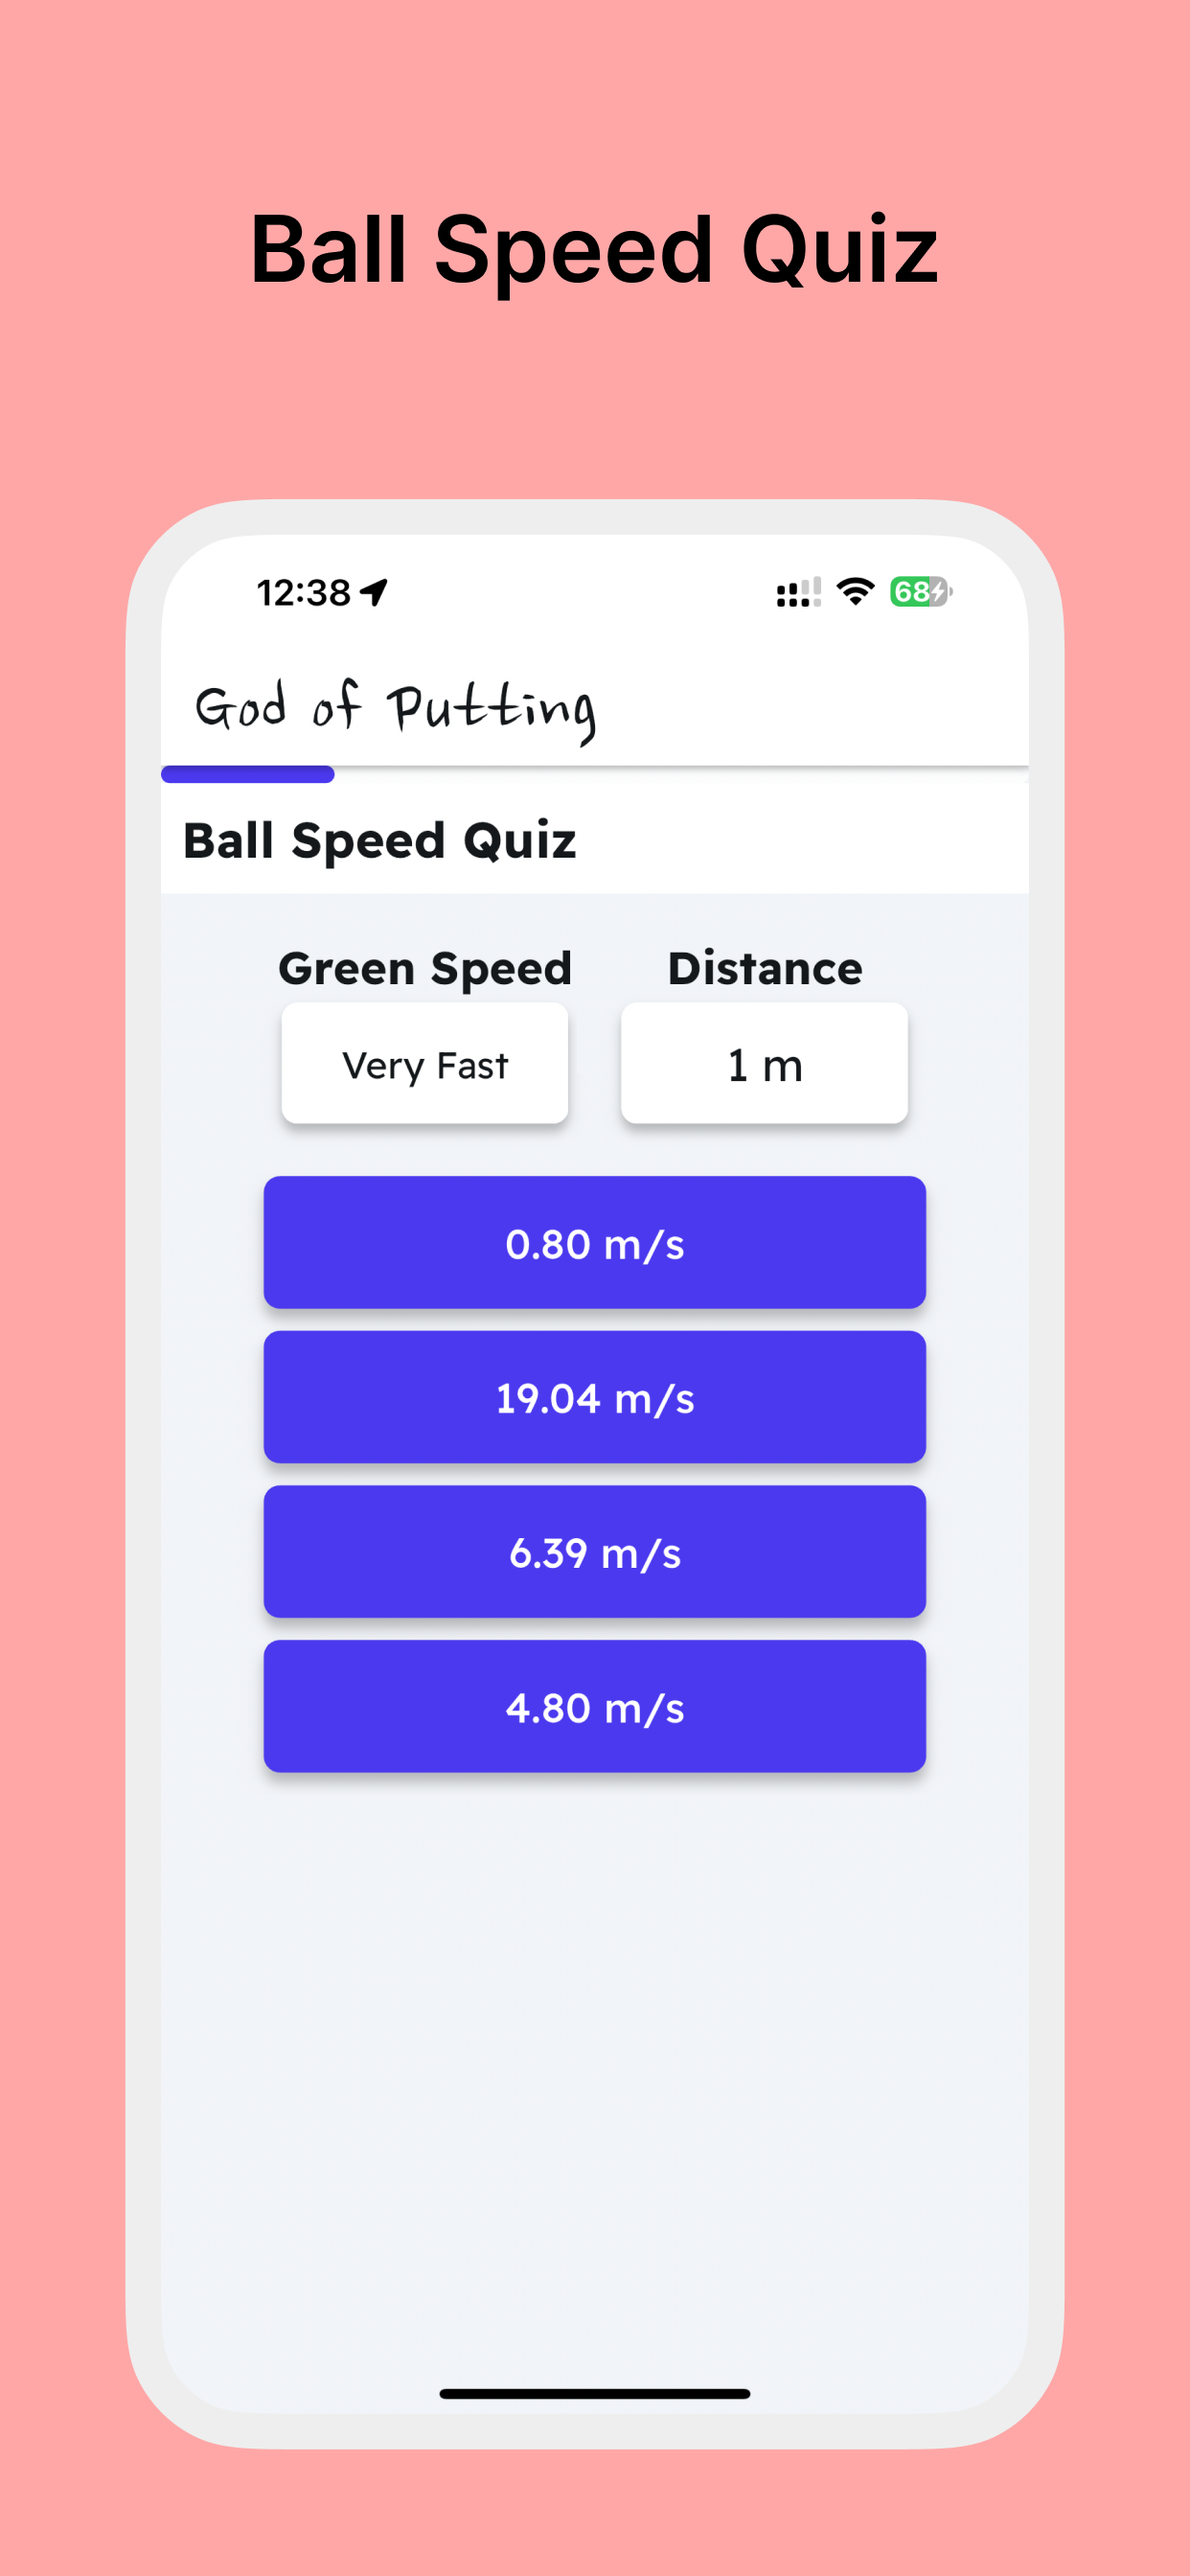 Ball Speed Quiz
12:38
68
God of Putting
Ball Speed Quiz
Green Speed Distance
Very Fast 1 m
0.80 m/s
19.04 m/s
6.39 m/s
4.80 m/s